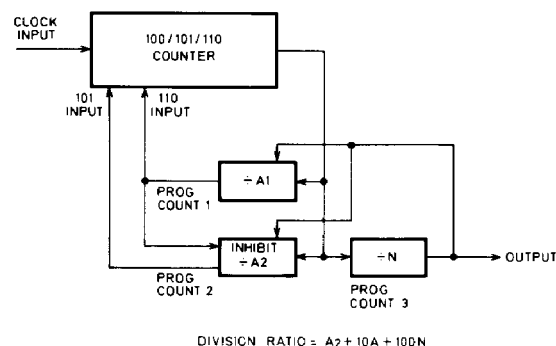 CLOCK
INPUT
100/101/110
COUNTER
101
INPUT
110
INPUT
÷A1
PROG
COUNT 1
INHIBIT
÷A2
÷N
OUTPUT
PROG
COUNT 2
PROG
COUNT 3
DIVISION RATIO = A2+10A+100·N